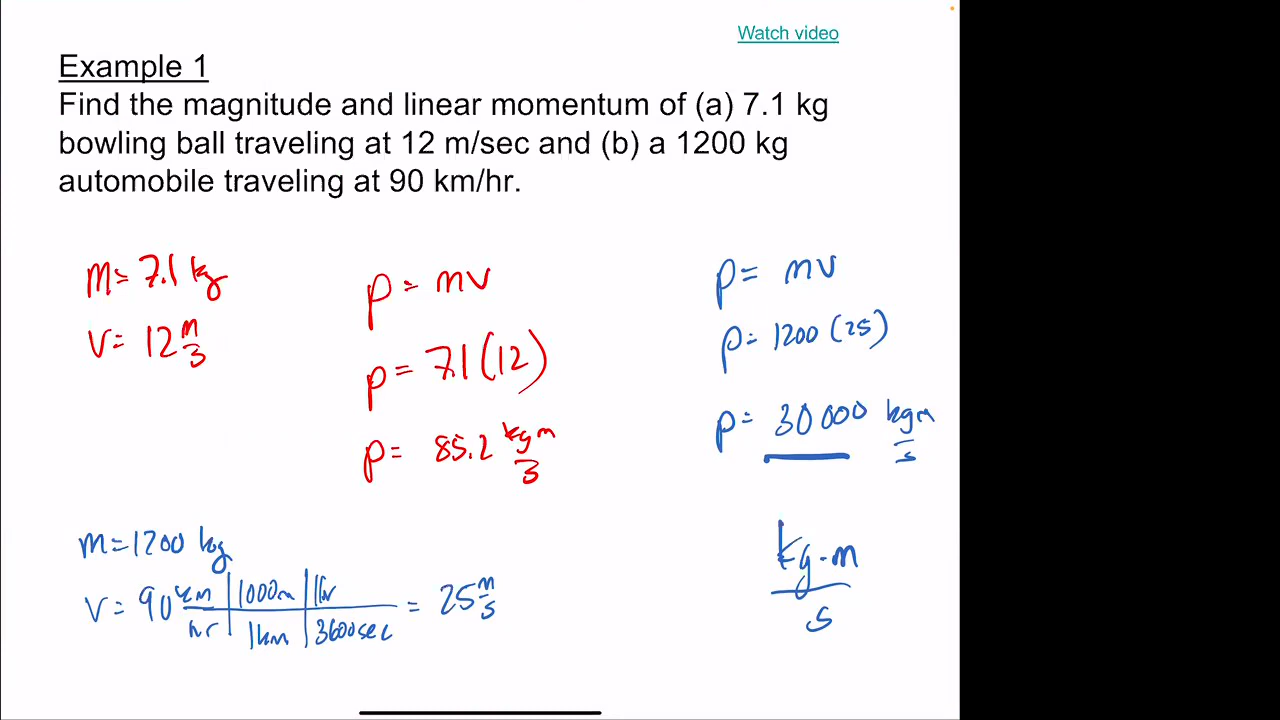 Watch video
Example 1
Find the magnitude and linear momentum of (a) 7.1 kg
bowling ball traveling at 12 m/sec and (b) a 1200 kg
automobile traveling at 90 km/hr.
m= 7.1 kg
v= 12 m/s
p= mv
p= 7.1(12)
p= 85.2 kgm/s
p= mv
p= 1200(25)
p= 30000 kgm/s
m=1200 kg
v= 90 km/hr | 1000m/1km | 1hr/3600sec = 25 m/s
kg·m/s